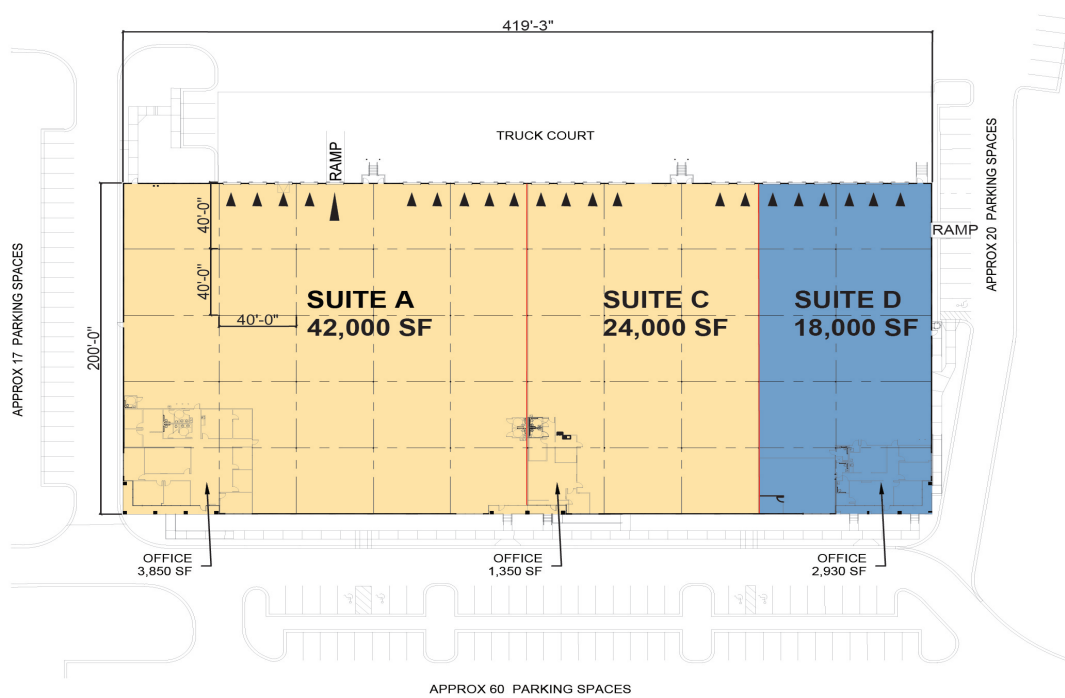 419'-3"
TRUCK COURT
RAMP
APPROX 20 PARKING SPACES
40'-0"
RAMP
40'-0"
APPROX 17 PARKING SPACES
200'-0"
40'-0"
SUITE A
42,000 SF
SUITE C
24,000 SF
SUITE D
18,000 SF
OFFICE
3,850 SF
OFFICE
1,350 SF
OFFICE
2,930 SF
APPROX 60 PARKING SPACES